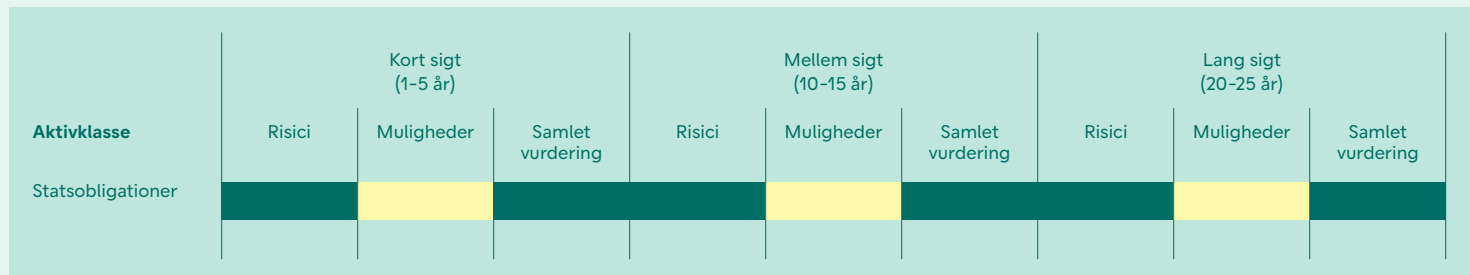 Kort sigt
(1-5 år)
Mellem sigt
(10-15 år)
Lang sigt
(20-25 år)
Aktivklasse
Risici
Muligheder
Samlet
vurdering
Risici
Muligheder
Samlet
vurdering
Risici
Muligheder
Samlet
vurdering
Statsobligationer